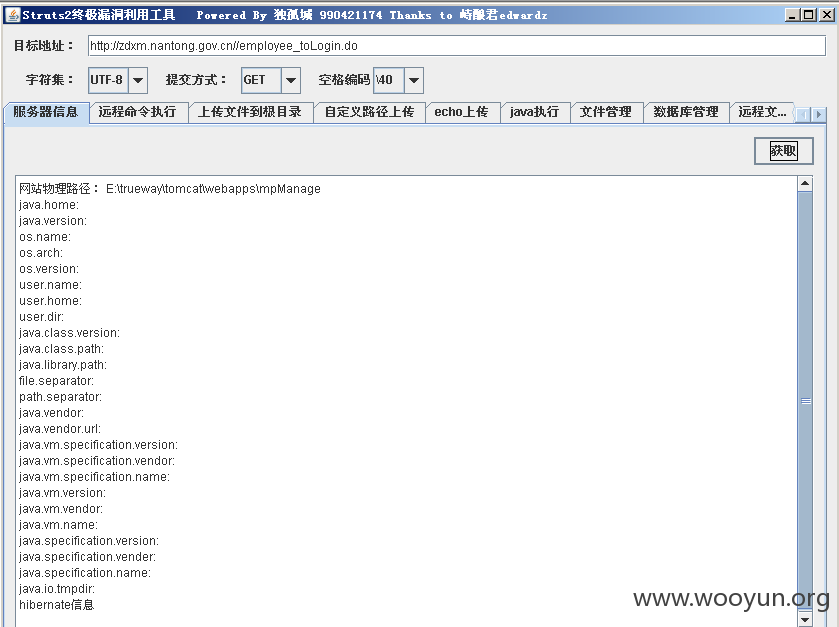 Struts2终极漏洞利用工具 Powered By 独孤城 990421174 Thanks to 峙酿君edwardz
目标地址： http://zdxm.nantong.gov.cn//employee_toLogin.do
字符集： UTF-8 提交方式： GET 空格编码 \40
服务器信息 远程命令执行 上传文件到根目录 自定义路径上传 echo上传 java执行 文件管理 数据库管理 远程文...
获取
网站物理路径： E:\trueway\tomcat\webapps\mpManage
java.home:
java.version:
os.name:
os.arch:
os.version:
user.name:
user.home:
user.dir:
java.class.version:
java.class.path:
java.library.path:
file.separator:
path.separator:
java.vendor:
java.vendor.url:
java.vm.specification.version:
java.vm.specification.vendor:
java.vm.specification.name:
java.vm.version:
java.vm.vendor:
java.vm.name:
java.specification.version:
java.specification.vender:
java.specification.name:
java.io.tmpdir:
hibernate信息
www.wooyun.org